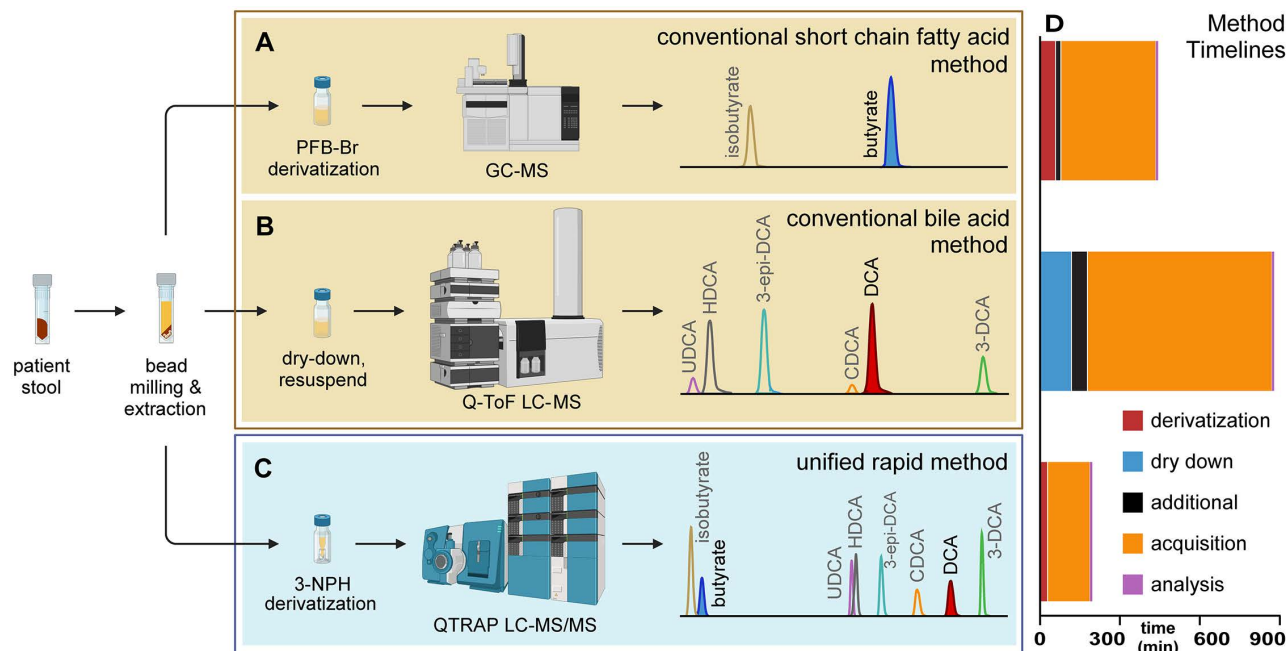 patient
stool
bead
milling &
extraction
A
conventional short chain fatty acid
method
PFB-Br
derivatization
GC-MS
isobutyrate
butyrate
B
conventional bile acid
method
dry-down,
resuspend
Q-ToF LC-MS
UDCA
HDCA
3-epi-DCA
CDCA
DCA
3-DCA
C
unified rapid method
3-NPH
derivatization
QTRAP LC-MS/MS
isobutyrate
butyrate
UDCA
HDCA
3-epi-DCA
CDCA
DCA
3-DCA
D
Method
Timelines
derivatization
dry down
additional
acquisition
analysis
0
300
time
(min)
600
900